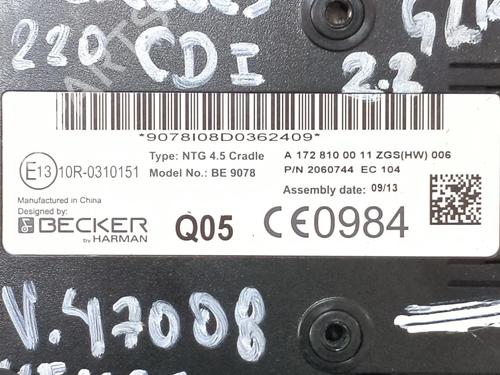 220 CDI 2.2
*9078I08D0362409*
E13 10R-0310151
Type: NTG 4.5 Cradle
Model No.: BE 9078
A 172 810 00 11 ZGS(HW) 006
P/N 2060744 EC 104
Assembly date: 09/13
Manufactured in China
Designed by:
BECKER
by HARMAN
Q05
CE0984
V.47008